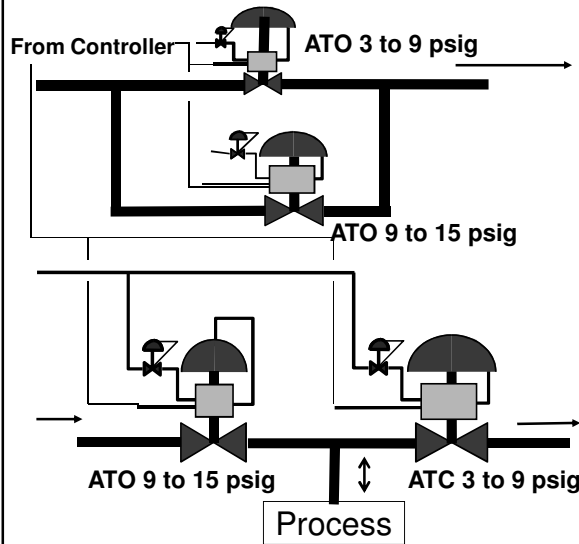 From Controller
ATO 3 to 9 psig
ATO 9 to 15 psig
ATO 9 to 15 psig
ATC 3 to 9 psig
Process